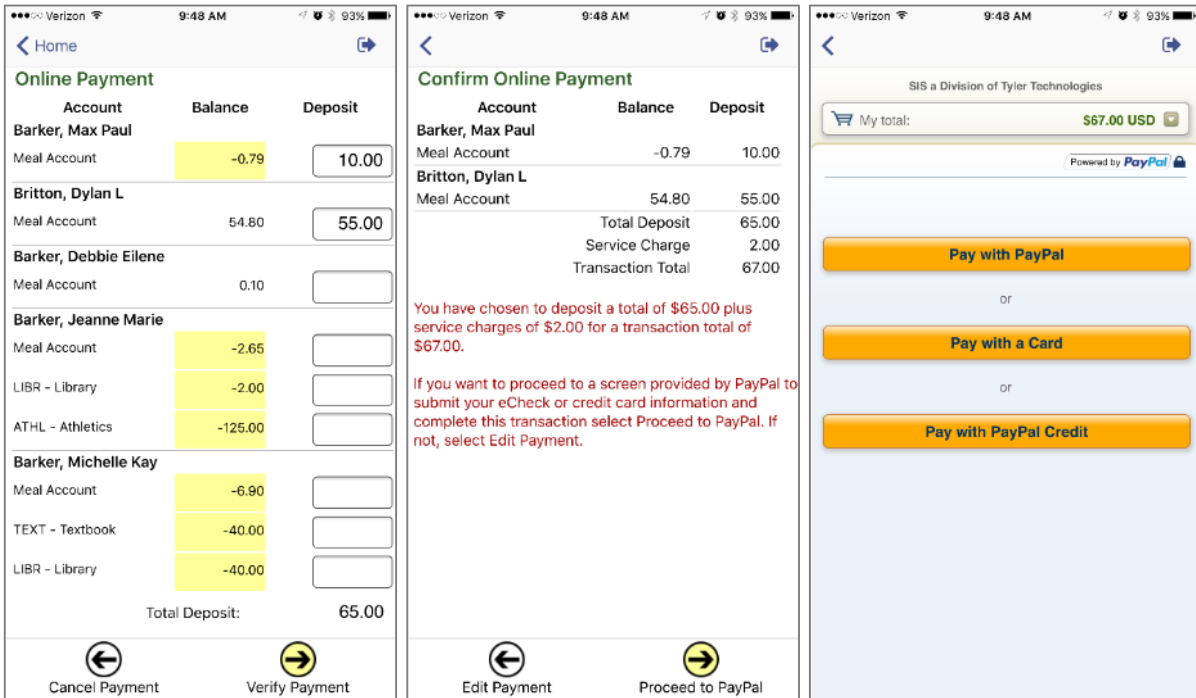 Verizon 9:48 AM 93%
Home
Online Payment
Account Balance Deposit
Barker, Max Paul
Meal Account -0.79 10.00
Britton, Dylan L
Meal Account 54.80 55.00
Barker, Debbie Eilene
Meal Account 0.10
Barker, Jeanne Marie
Meal Account -2.65
LIBR - Library -2.00
ATHL - Athletics -125.00
Barker, Michelle Kay
Meal Account -6.90
TEXT - Textbook -40.00
LIBR - Library -40.00
Total Deposit: 65.00
Cancel Payment Verify Payment
Verizon 9:48 AM 93%
Confirm Online Payment
Account Balance Deposit
Barker, Max Paul
Meal Account -0.79 10.00
Britton, Dylan L
Meal Account 54.80 55.00
Total Deposit 65.00
Service Charge 2.00
Transaction Total 67.00
You have chosen to deposit a total of $65.00 plus
service charges of $2.00 for a transaction total of
$67.00.
If you want to proceed to a screen provided by PayPal to
submit your eCheck or credit card information and
complete this transaction select Proceed to PayPal. If
not, select Edit Payment.
Edit Payment Proceed to PayPal
Verizon 9:48 AM 93%
SIS a Division of Tyler Technologies
My total: $67.00 USD
Powered by PayPal
Pay with PayPal
or
Pay with a Card
or
Pay with PayPal Credit